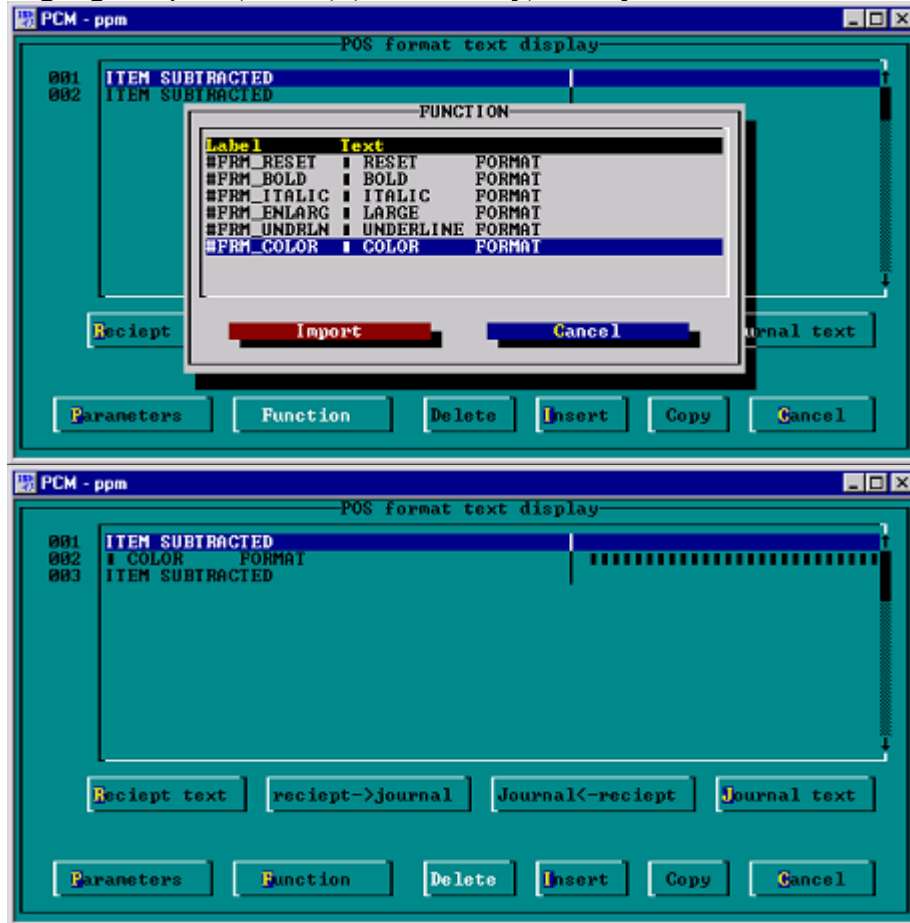 PCM - ppm
POS format text display
001 ITEM SUBTRACTED
002 ITEM SUBTRACTED
FUNCTION
Label Text
#FRM_RESET RESET FORMAT
#FRM_BOLD BOLD FORMAT
#FRM_ITALIC ITALIC FORMAT
#FRM_ENLARG LARGE FORMAT
#FRM_UNDRLN UNDERLINE FORMAT
#FRM_COLOR COLOR FORMAT
Reciept Import Cancel urnal text
Parameters Function Delete Insert Copy Cancel
PCM - ppm
POS format text display
001 ITEM SUBTRACTED
002 COLOR FORMAT
003 ITEM SUBTRACTED
Reciept text reciept->journal Journal<-reciept Journal text
Parameters Function Delete Insert Copy Cancel